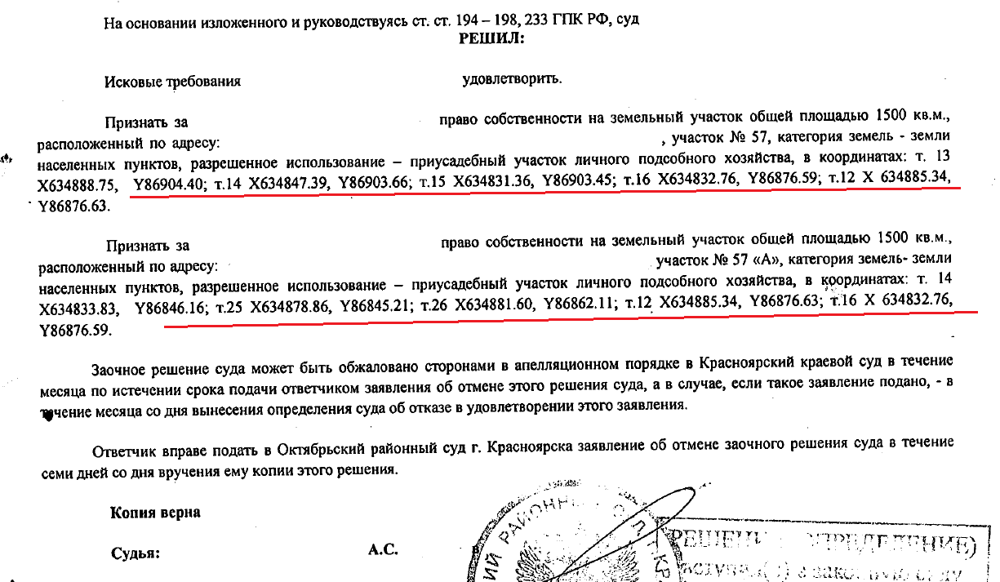 На основании изложенного и руководствуясь ст. ст. 194 – 198, 233 ГПК РФ, суд
РЕШИЛ:
Исковые требования удовлетворить.
Признать за право собственности на земельный участок общей площадью 1500 кв.м.,
расположенный по адресу: , участок № 57, категория земель - земли
населенных пунктов, разрешенное использование – приусадебный участок личного подсобного хозяйства, в координатах: т. 13
X634888.75, Y86904.40; т.14 X634847.39, Y86903.66; т.15 X634831.36, Y86903.45; т.16 X634832.76, Y86876.59; т.12 X 634885.34,
Y86876.63.
Признать за право собственности на земельный участок общей площадью 1500 кв.м.,
расположенный по адресу: участок № 57 «А», категория земель- земли
населенных пунктов, разрешенное использование – приусадебный участок личного подсобного хозяйства, в координатах: т. 14
X634833.83, Y86846.16; т.25 X634878.86, Y86845.21; т.26 X634881.60, Y86862.11; т.12 X634885.34, Y86876.63; т.16 X 634832.76,
Y86876.59.
Заочное решение суда может быть обжаловано сторонами в апелляционном порядке в Красноярский краевой суд в течение
месяца по истечении срока подачи ответчиком заявления об отмене этого решения суда, а в случае, если такое заявление подано, - в
течение месяца со дня вынесения определения суда об отказе в удовлетворении этого заявления.
Ответчик вправе подать в Октябрьский районный суд г. Красноярска заявление об отмене заочного решения суда в течение
семи дней со дня вручения ему копии этого решения.
Копия верна
Судья: А.С.
РАЙОННЫЙ